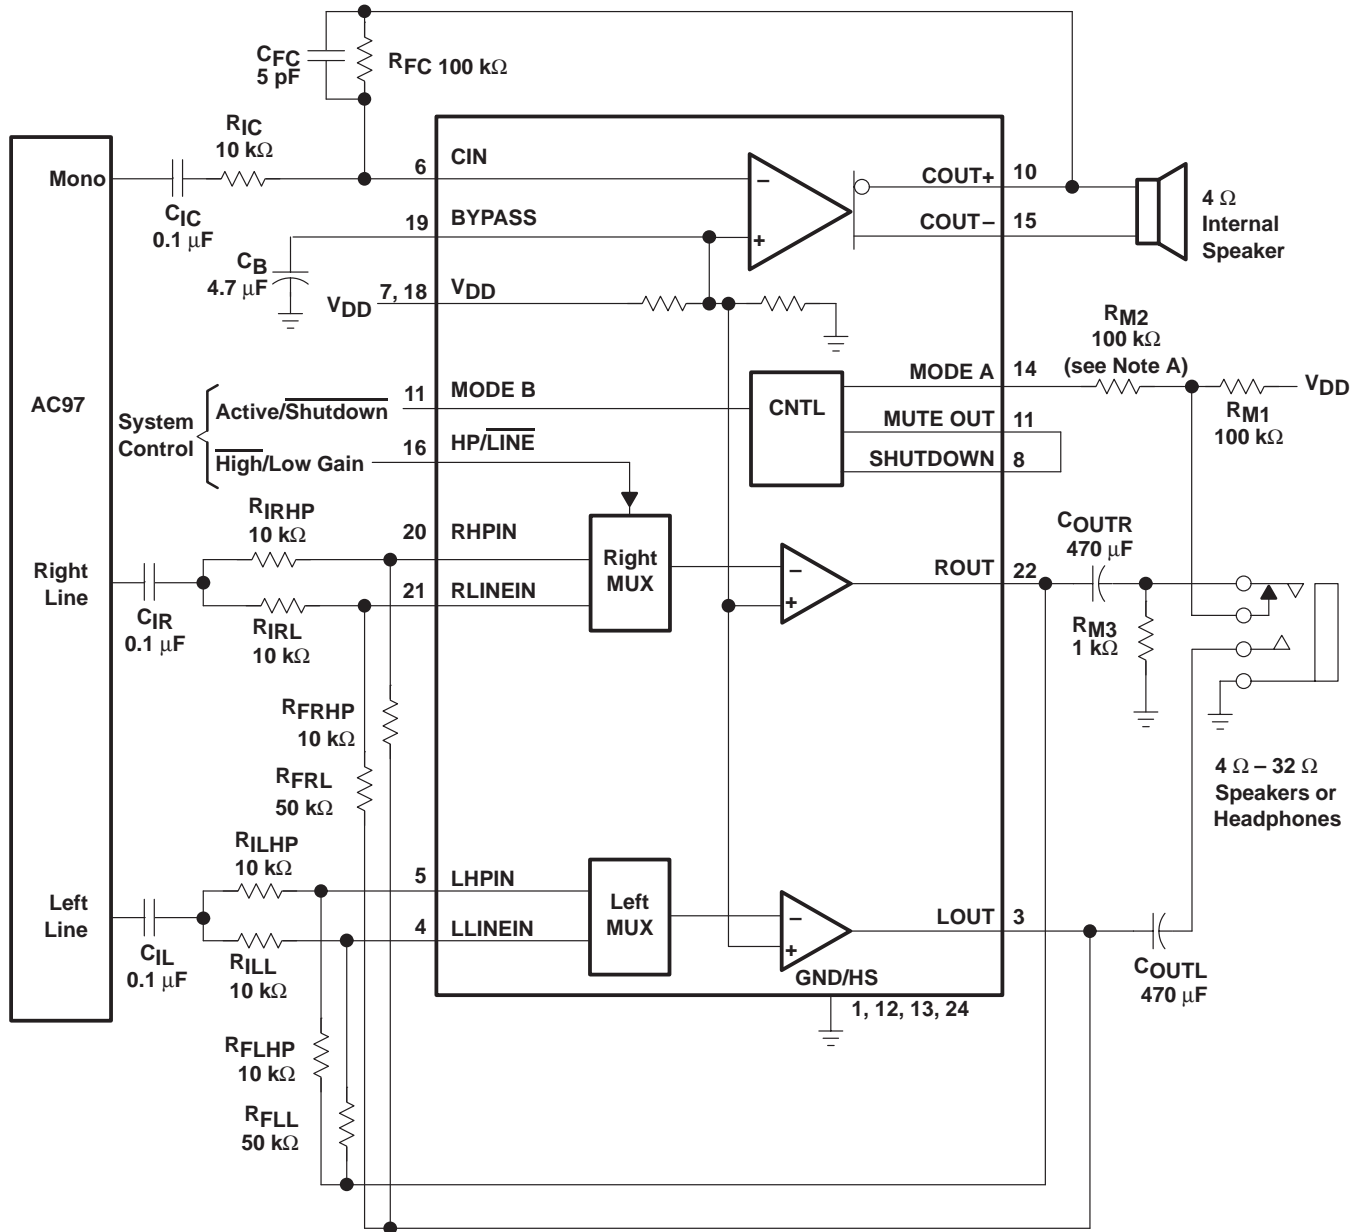 CFC
5 pF
RFC 100 kΩ
RIC
10 kΩ
Mono
CIC
0.1 µF
6
CIN
19
BYPASS
CB
4.7 µF
VDD
7, 18
VDD
−
+
COUT+
10
COUT−
15
4 Ω
Internal
Speaker
RM2
100 kΩ
(see Note A)
MODE A
14
VDD
RM1
100 kΩ
MUTE OUT
11
SHUTDOWN
8
CNTL
AC97
System
Control
Active/Shutdown
11
MODE B
High/Low Gain
16
HP/LINE
RIRHP
10 kΩ
20
RHPIN
Right
Line
CIR
0.1 µF
21
RLINEIN
RIRL
10 kΩ
Right
MUX
−
+
ROUT
22
COUTR
470 µF
RM3
1 kΩ
RFRHP
10 kΩ
RFRL
50 kΩ
4 Ω – 32 Ω
Speakers or
Headphones
RILHP
10 kΩ
5
LHPIN
Left
Line
CIL
0.1 µF
4
LLINEIN
RILL
10 kΩ
Left
MUX
−
+
LOUT
3
COUTL
470 µF
GND/HS
1, 12, 13, 24
RFLHP
10 kΩ
RFLL
50 kΩ